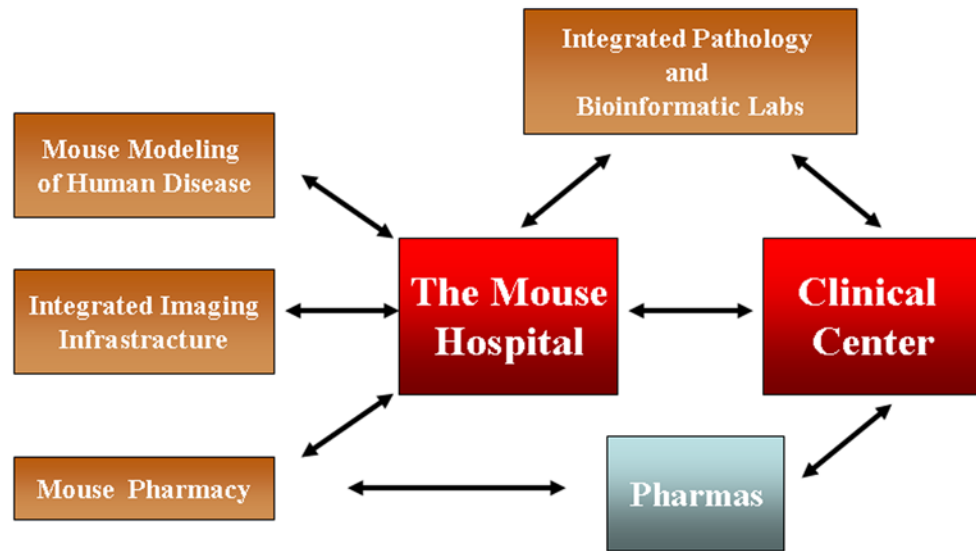 Integrated Pathology
and
Bioinformatic Labs
Mouse Modeling
of Human Disease
The Mouse
Hospital
Clinical
Center
Integrated Imaging
Infrastracture
Mouse Pharmacy
Pharmas